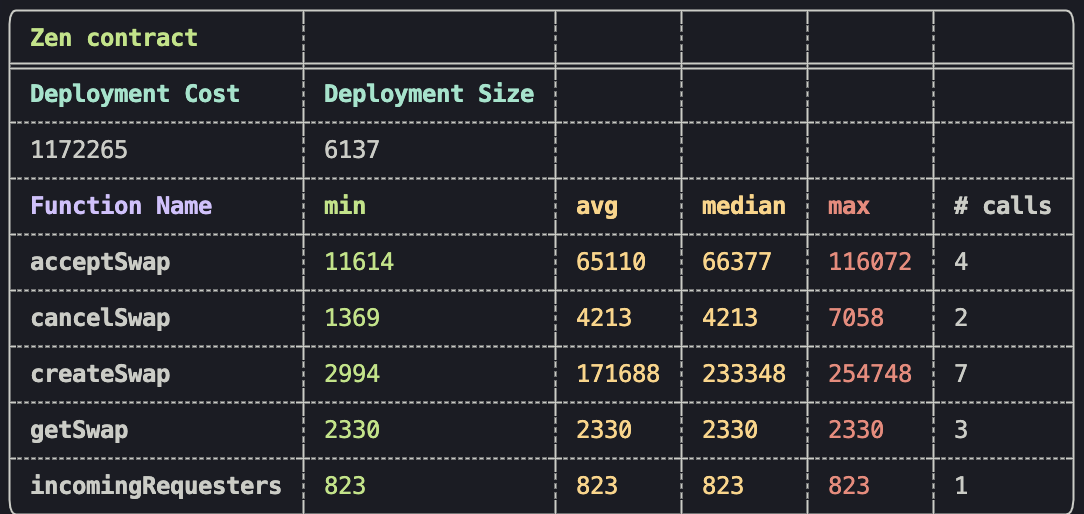 Zen contract
Deployment Cost Deployment Size
1172265 6137
Function Name min avg median max # calls
acceptSwap 11614 65110 66377 116072 4
cancelSwap 1369 4213 4213 7058 2
createSwap 2994 171688 233348 254748 7
getSwap 2330 2330 2330 2330 3
incomingRequesters 823 823 823 823 1